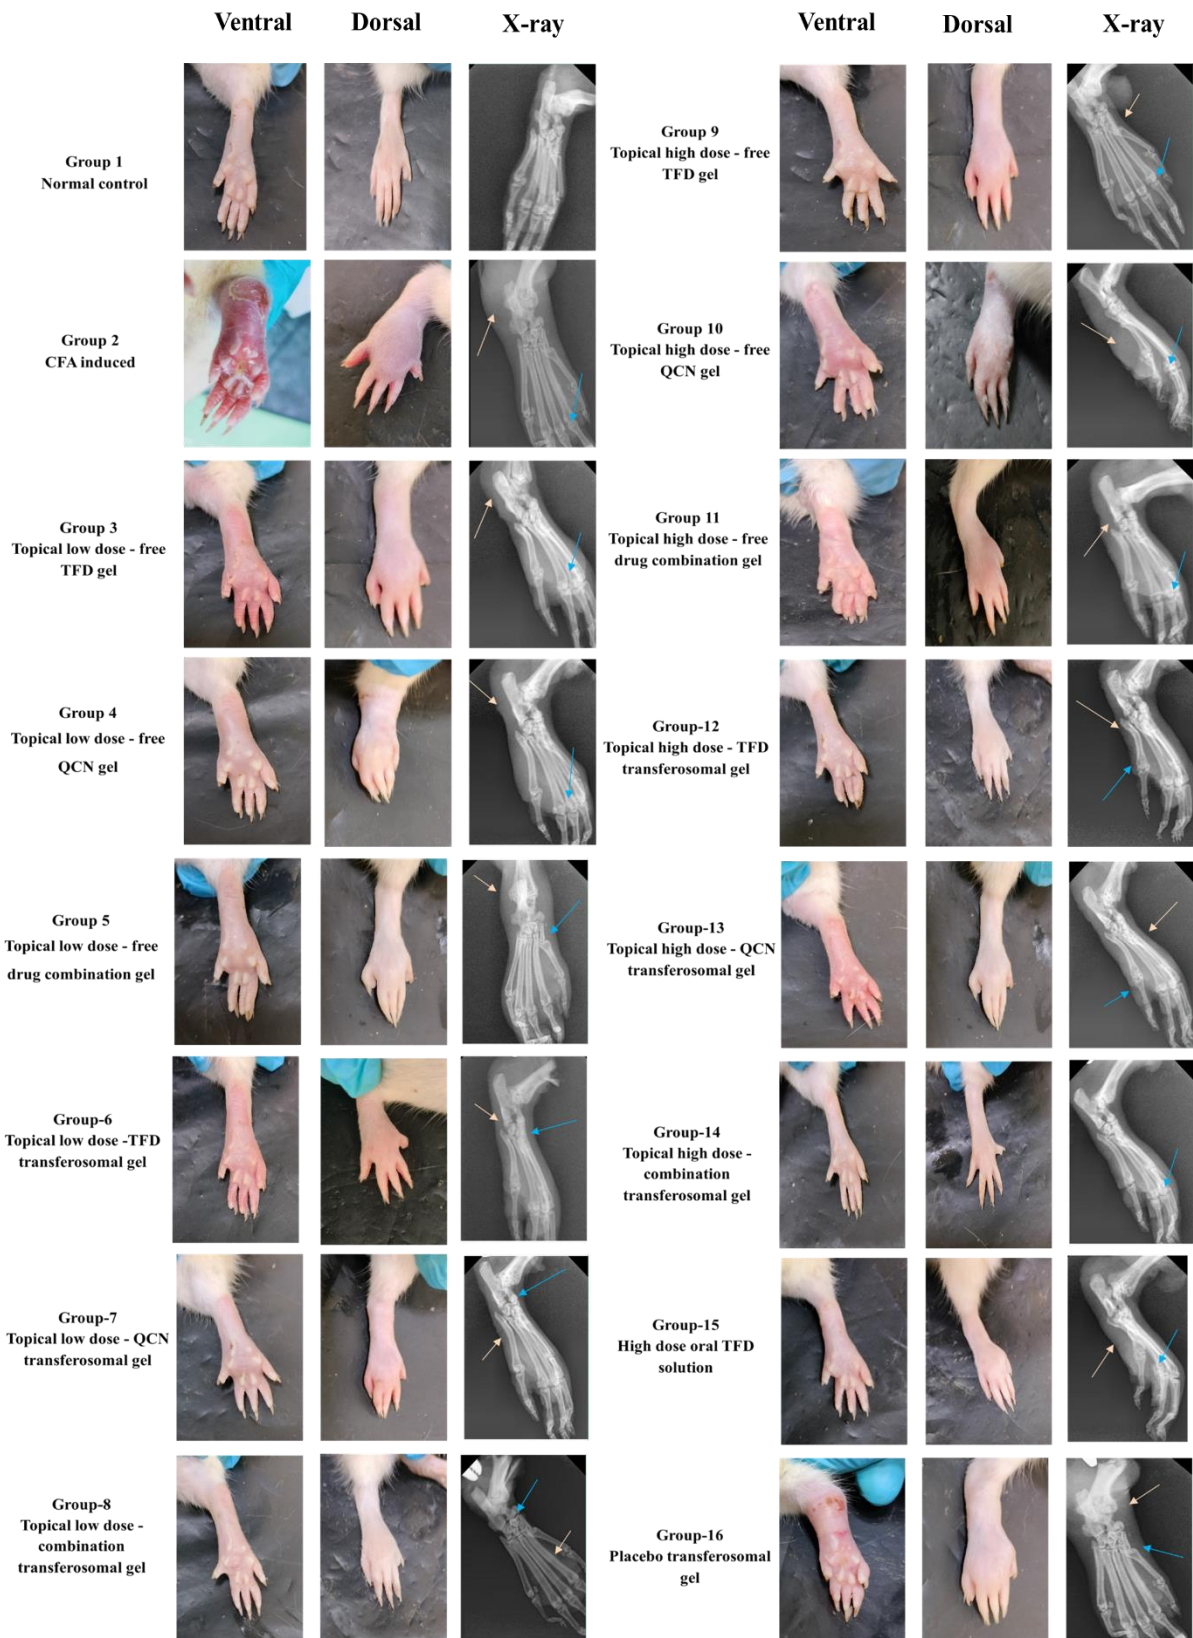 Ventral Dorsal X-ray
Group 1
Normal control
Group 2
CFA induced
Group 3
Topical low dose - free
TFD gel
Group 4
Topical low dose - free
QCN gel
Group 5
Topical low dose - free
drug combination gel
Group-6
Topical low dose -TFD
transferosomal gel
Group-7
Topical low dose - QCN
transferosomal gel
Group-8
Topical low dose -
combination
transferosomal gel
Ventral Dorsal X-ray
Group 9
Topical high dose - free
TFD gel
Group 10
Topical high dose - free
QCN gel
Group 11
Topical high dose - free
drug combination gel
Group-12
Topical high dose - TFD
transferosomal gel
Group-13
Topical high dose - QCN
transferosomal gel
Group-14
Topical high dose -
combination
transferosomal gel
Group-15
High dose oral TFD
solution
Group-16
Placebo transferosomal
gel